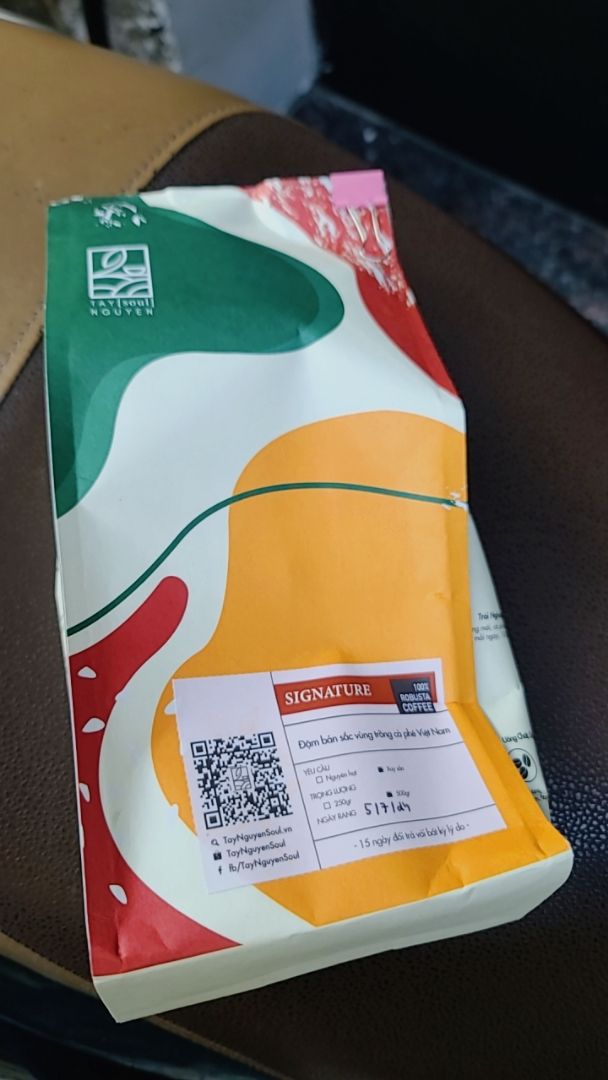 TAY[soul]
NGUYEN
SIGNATURE
100%
ROBUSTA
COFFEE
Đậm bản sắc vùng trồng cà phê Việt Nam
YÊU CẦU
Nguyên hạt
Xay sẵn
TRỌNG LƯỢNG
250gr
500gr
NGÀY RANG 5/7/24
- 15 ngày đổi trả với bất kỳ lý do -
TayNguyenSoul.vn
TayNguyenSoul
fb/TayNguyenSoul